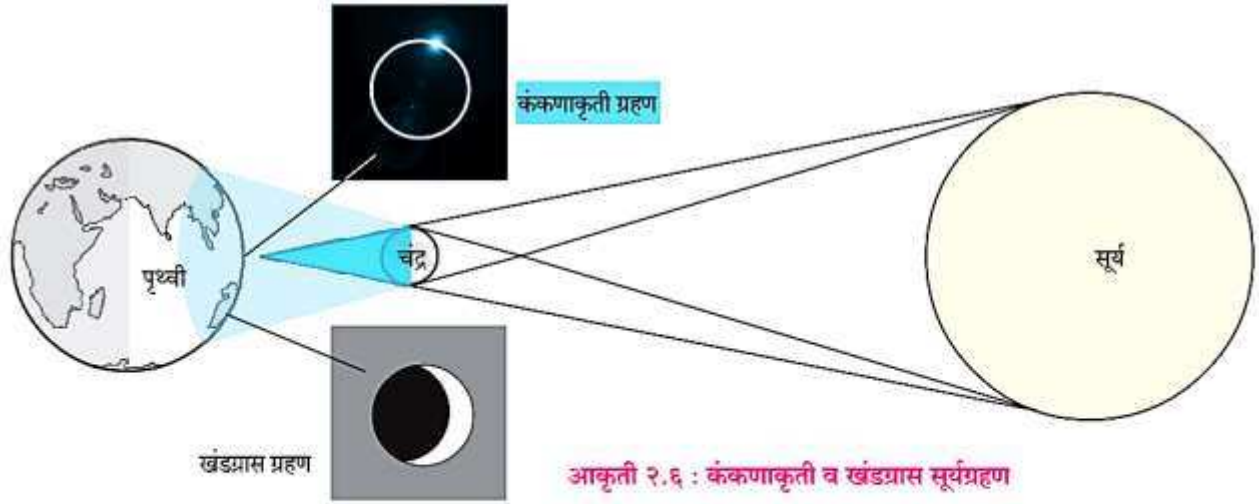 कंकणाकृती ग्रहण
पृथ्वी
चंद्र
सूर्य
खंडग्रास ग्रहण
आकृती २.६ : कंकणाकृती व खंडग्रास सूर्यग्रहण